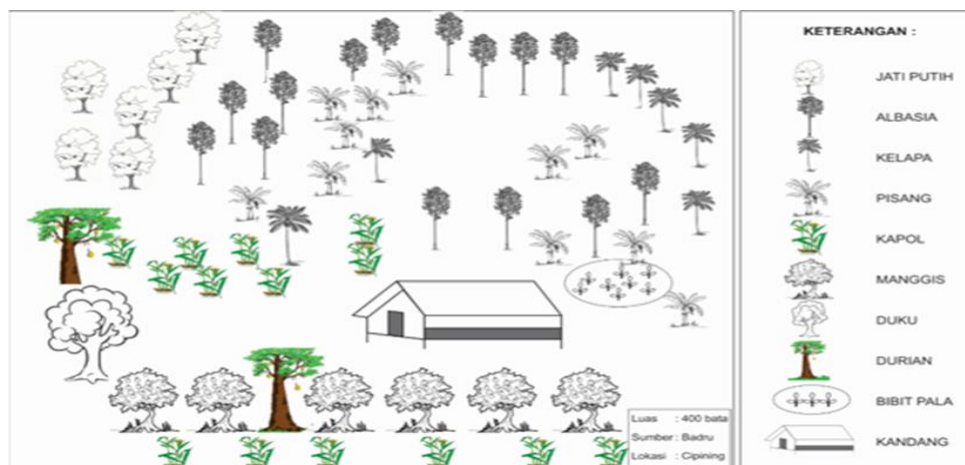 KETERANGAN :
JATI PUTIH
ALBASIA
KELAPA
PISANG
KAPOL
MANGGIS
DUKU
DURIAN
BIBIT PALA
KANDANG
Luas : 400 bata
Sumber : Badru
Lokasi : Cipining